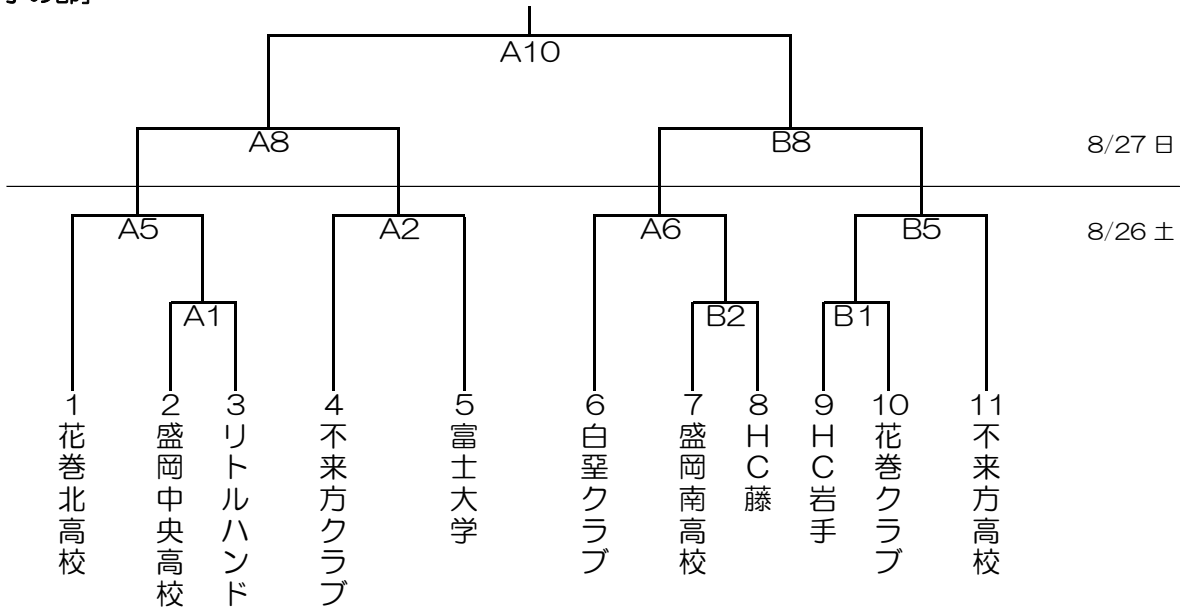 A10
A8
B8
8/27 日
A5
A2
A6
B5
8/26 土
A1
B2
B1
1 花巻北高校
2 盛岡中央高校
3 リトルハンド
4 不来方クラブ
5 富士大学
6 白堊クラブ
7 盛岡南高校
8 HC藤
9 HC岩手
10 花巻クラブ
11 不来方高校